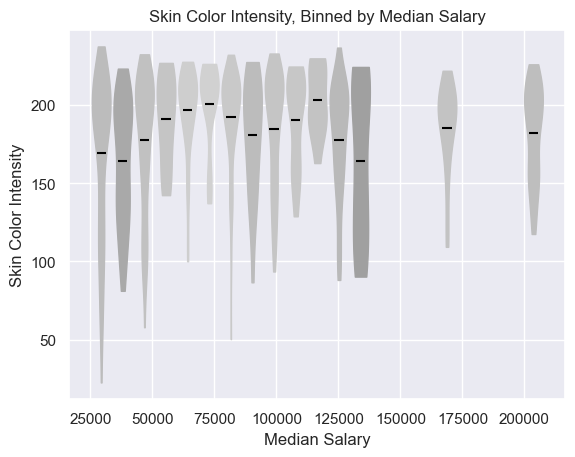 Skin Color Intensity, Binned by Median Salary
Skin Color Intensity
200
150
100
50
25000 50000 75000 100000 125000 150000 175000 200000
Median Salary